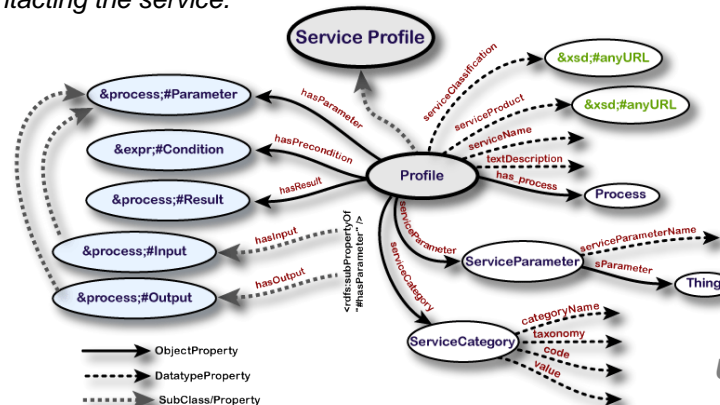 ntacting the service.
Service Profile
&process;#Parameter
&expr;#Condition
&process;#Result
&process;#Input
&process;#Output
hasParameter
hasPrecondition
hasResult
hasInput
hasOutput
<rdfs:subPropertyOf
"#hasParameter" />
Profile
serviceClassification
&xsd;#anyURL
serviceProduct
&xsd;#anyURL
serviceName
textDescription
has_process
Process
serviceParameter
ServiceParameter
serviceParameterName
sParameter
Thing
serviceCategory
ServiceCategory
categoryName
taxonomy
code
value
ObjectProperty
DatatypeProperty
SubClass/Property